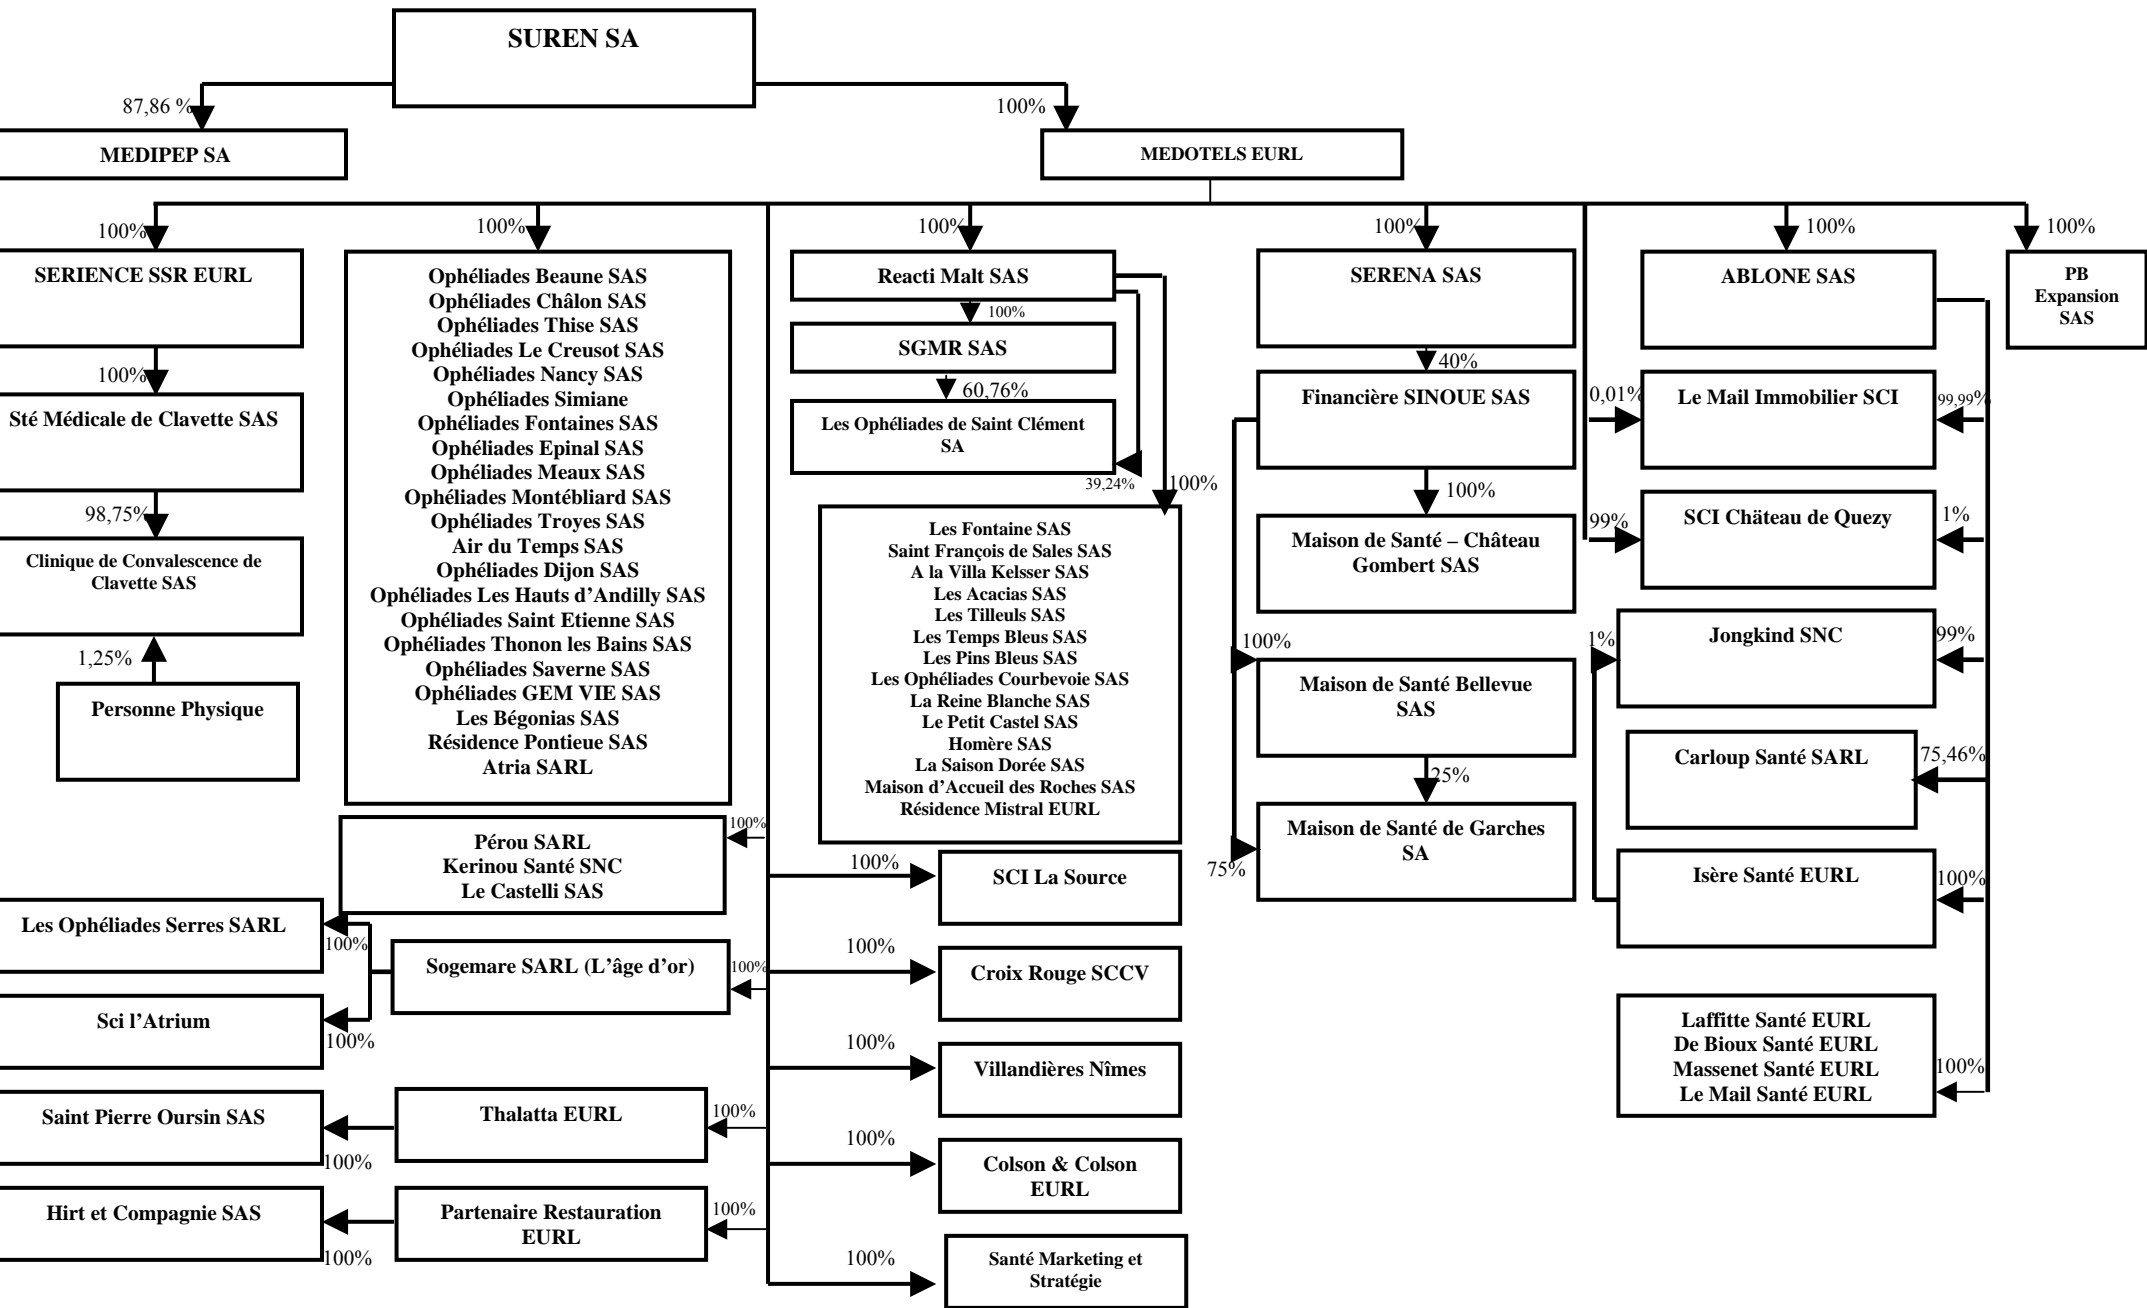 SUREN SA
87,86 %
100%
MEDIPEP SA
MEDOTELS EURL
100%
SERIENCE SSR EURL
100%
Sté Médicale de Clavette SAS
98,75%
Clinique de Convalescence de
Clavette SAS
1,25%
Personne Physique
100%
Ophéliades Beaune SAS
Ophéliades Châlon SAS
Ophéliades Thise SAS
Ophéliades Le Creusot SAS
Ophéliades Nancy SAS
Ophéliades Simiane
Ophéliades Fontaines SAS
Ophéliades Epinal SAS
Ophéliades Meaux SAS
Ophéliades Montébliard SAS
Ophéliades Troyes SAS
Air du Temps SAS
Ophéliades Dijon SAS
Ophéliades Les Hauts d’Andilly SAS
Ophéliades Saint Etienne SAS
Ophéliades Thonon les Bains SAS
Ophéliades Saverne SAS
Ophéliades GEM VIE SAS
Les Bégonias SAS
Résidence Pontieue SAS
Atria SARL
100%
Pérou SARL
Kerinou Santé SNC
Le Castelli SAS
Les Ophéliades Serres SARL
100%
Sogemare SARL (L’âge d’or)
100%
Sci l’Atrium
100%
Saint Pierre Oursin SAS
100%
Thalatta EURL
100%
Hirt et Compagnie SAS
100%
Partenaire Restauration
EURL
100%
100%
Reacti Malt SAS
100%
SGMR SAS
60,76%
Les Ophéliades de Saint Clément
SA
39,24%
100%
Les Fontaine SAS
Saint François de Sales SAS
A la Villa Kelsser SAS
Les Acacias SAS
Les Tilleuls SAS
Les Temps Bleus SAS
Les Pins Bleus SAS
Les Ophéliades Courbevoie SAS
La Reine Blanche SAS
Le Petit Castel SAS
Homère SAS
La Saison Dorée SAS
Maison d’Accueil des Roches SAS
Résidence Mistral EURL
100%
SCI La Source
100%
Croix Rouge SCCV
100%
Villandières Nîmes
100%
Colson & Colson
EURL
100%
Santé Marketing et
Stratégie
100%
SERENA SAS
40%
Financière SINOUE SAS
100%
Maison de Santé – Château
Gombert SAS
100%
Maison de Santé Bellevue
SAS
25%
Maison de Santé de Garches
SA
75%
100%
ABLONE SAS
0,01%
Le Mail Immobilier SCI
99,99%
99%
SCI Chäteau de Quezy
1%
1%
Jongkind SNC
99%
Carloup Santé SARL
75,46%
Isère Santé EURL
100%
Laffitte Santé EURL
De Bioux Santé EURL
Massenet Santé EURL
Le Mail Santé EURL
100%
100%
PB
Expansion
SAS